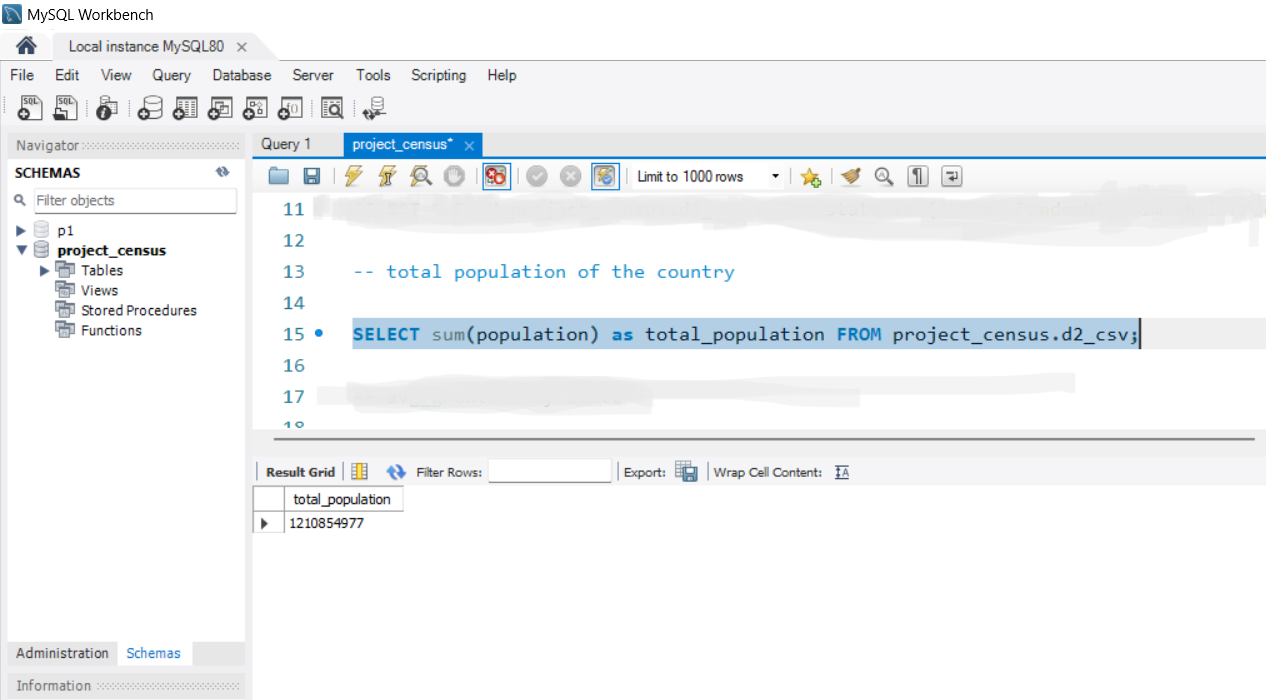 MySQL Workbench
Local instance MySQL80
File Edit View Query Database Server Tools Scripting Help
SQL SQL
Navigator
SCHEMAS
Filter objects
p1
project_census
Tables
Views
Stored Procedures
Functions
Administration Schemas
Information
Query 1 project_census*
Limit to 1000 rows
11
12
13 -- total population of the country
14
15 SELECT sum(population) as total_population FROM project_census.d2_csv;
16
17
18
Result Grid Filter Rows: Export: Wrap Cell Content:
total_population
1210854977